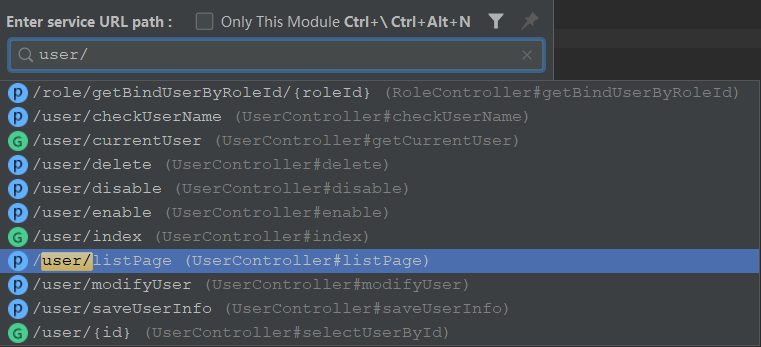 Enter service URL path : Only This Module Ctrl+\ Ctrl+Alt+N
user/
p /role/getBindUserByRoleId/{roleId} (RoleController#getBindUserByRoleId)
p /user/checkUserName (UserController#checkUserName)
G /user/currentUser (UserController#getCurrentUser)
p /user/delete (UserController#delete)
p /user/disable (UserController#disable)
p /user/enable (UserController#enable)
G /user/index (UserController#index)
p /user/listPage (UserController#listPage)
p /user/modifyUser (UserController#modifyUser)
p /user/saveUserInfo (UserController#saveUserInfo)
G /user/{id} (UserController#selectUserById)